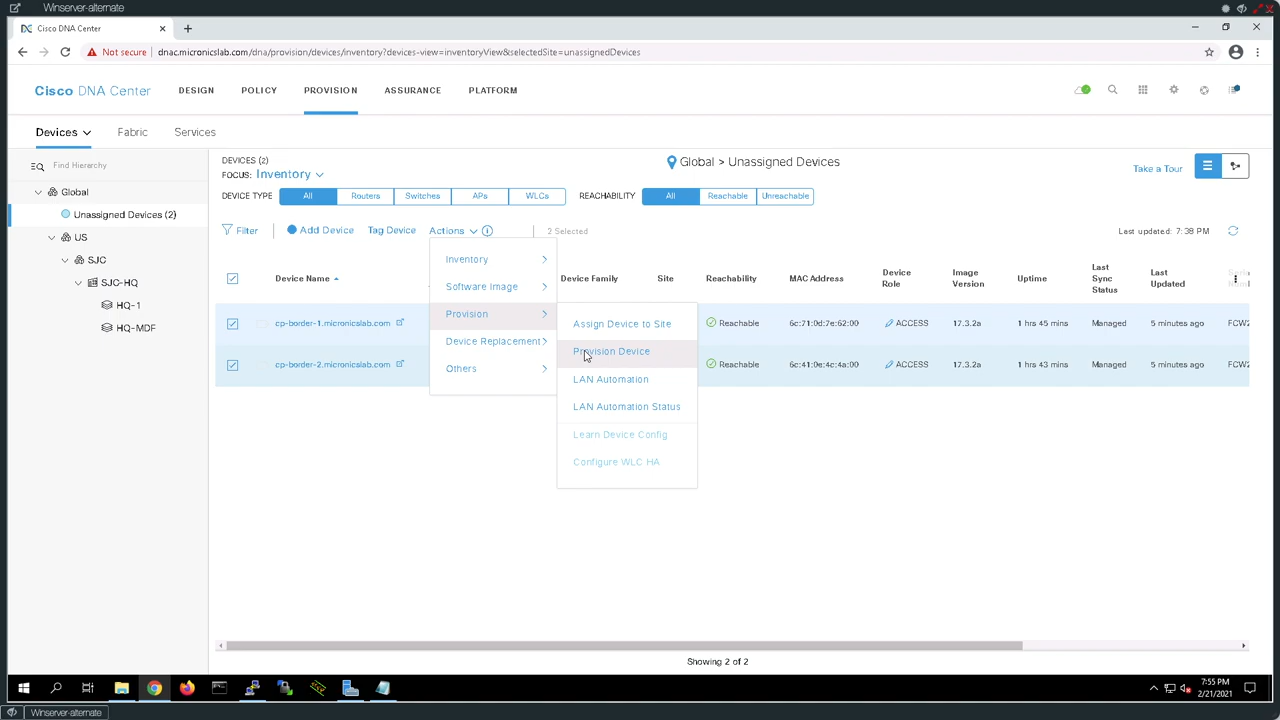 Winserver-alternate
Cisco DNA Center
Not secure dnac.micronicslab.com/dna/provision/devices/inventory?devices-view=inventoryView&selectedSite=unassignedDevices
Cisco DNA Center DESIGN POLICY PROVISION ASSURANCE PLATFORM
Devices Fabric Services
Find Hierarchy
Global
Unassigned Devices (2)
US
SJC
SJC-HQ
HQ-1
HQ-MDF
DEVICES (2)
FOCUS: Inventory
Global > Unassigned Devices
Take a Tour
DEVICE TYPE All Routers Switches APs WLCs REACHABILITY All Reachable Unreachable
Filter Add Device Tag Device Actions 2 Selected Last updated: 7:38 PM
Device Name Device Family Site Reachability MAC Address Device Role Image Version Uptime Last Sync Status Last Updated
cp-border-1.micronicslab.com Reachable 6c:71:0d:7e:62:00 ACCESS 17.3.2a 1 hrs 45 mins Managed 5 minutes ago FCW2
cp-border-2.micronicslab.com Reachable 6c:41:0e:4c:4a:00 ACCESS 17.3.2a 1 hrs 43 mins Managed 5 minutes ago FCW2
Inventory
Software Image
Provision
Device Replacement
Others
Assign Device to Site
Provision Device
LAN Automation
LAN Automation Status
Learn Device Config
Configure WLC HA
Showing 2 of 2
7:55 PM
2/21/2021
Winserver-alternate